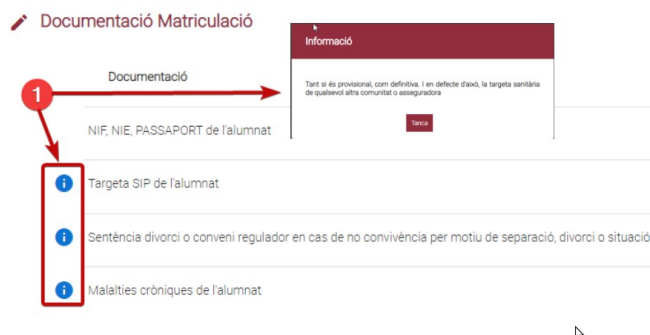 Documentació Matriculació
Informació
Documentació
Tant si és provisional, com definitiva. I en defecte d'això, la targeta sanitària
de qualsevol altra comunitat o asseguradora
1
Tanca
NIF, NIE, PASSAPORT de l'alumnat
Targeta SIP de l'alumnat
Sentència divorci o conveni regulador en cas de no convivència per motiu de separació, divorci o situació
Malalties cròniques de l'alumnat